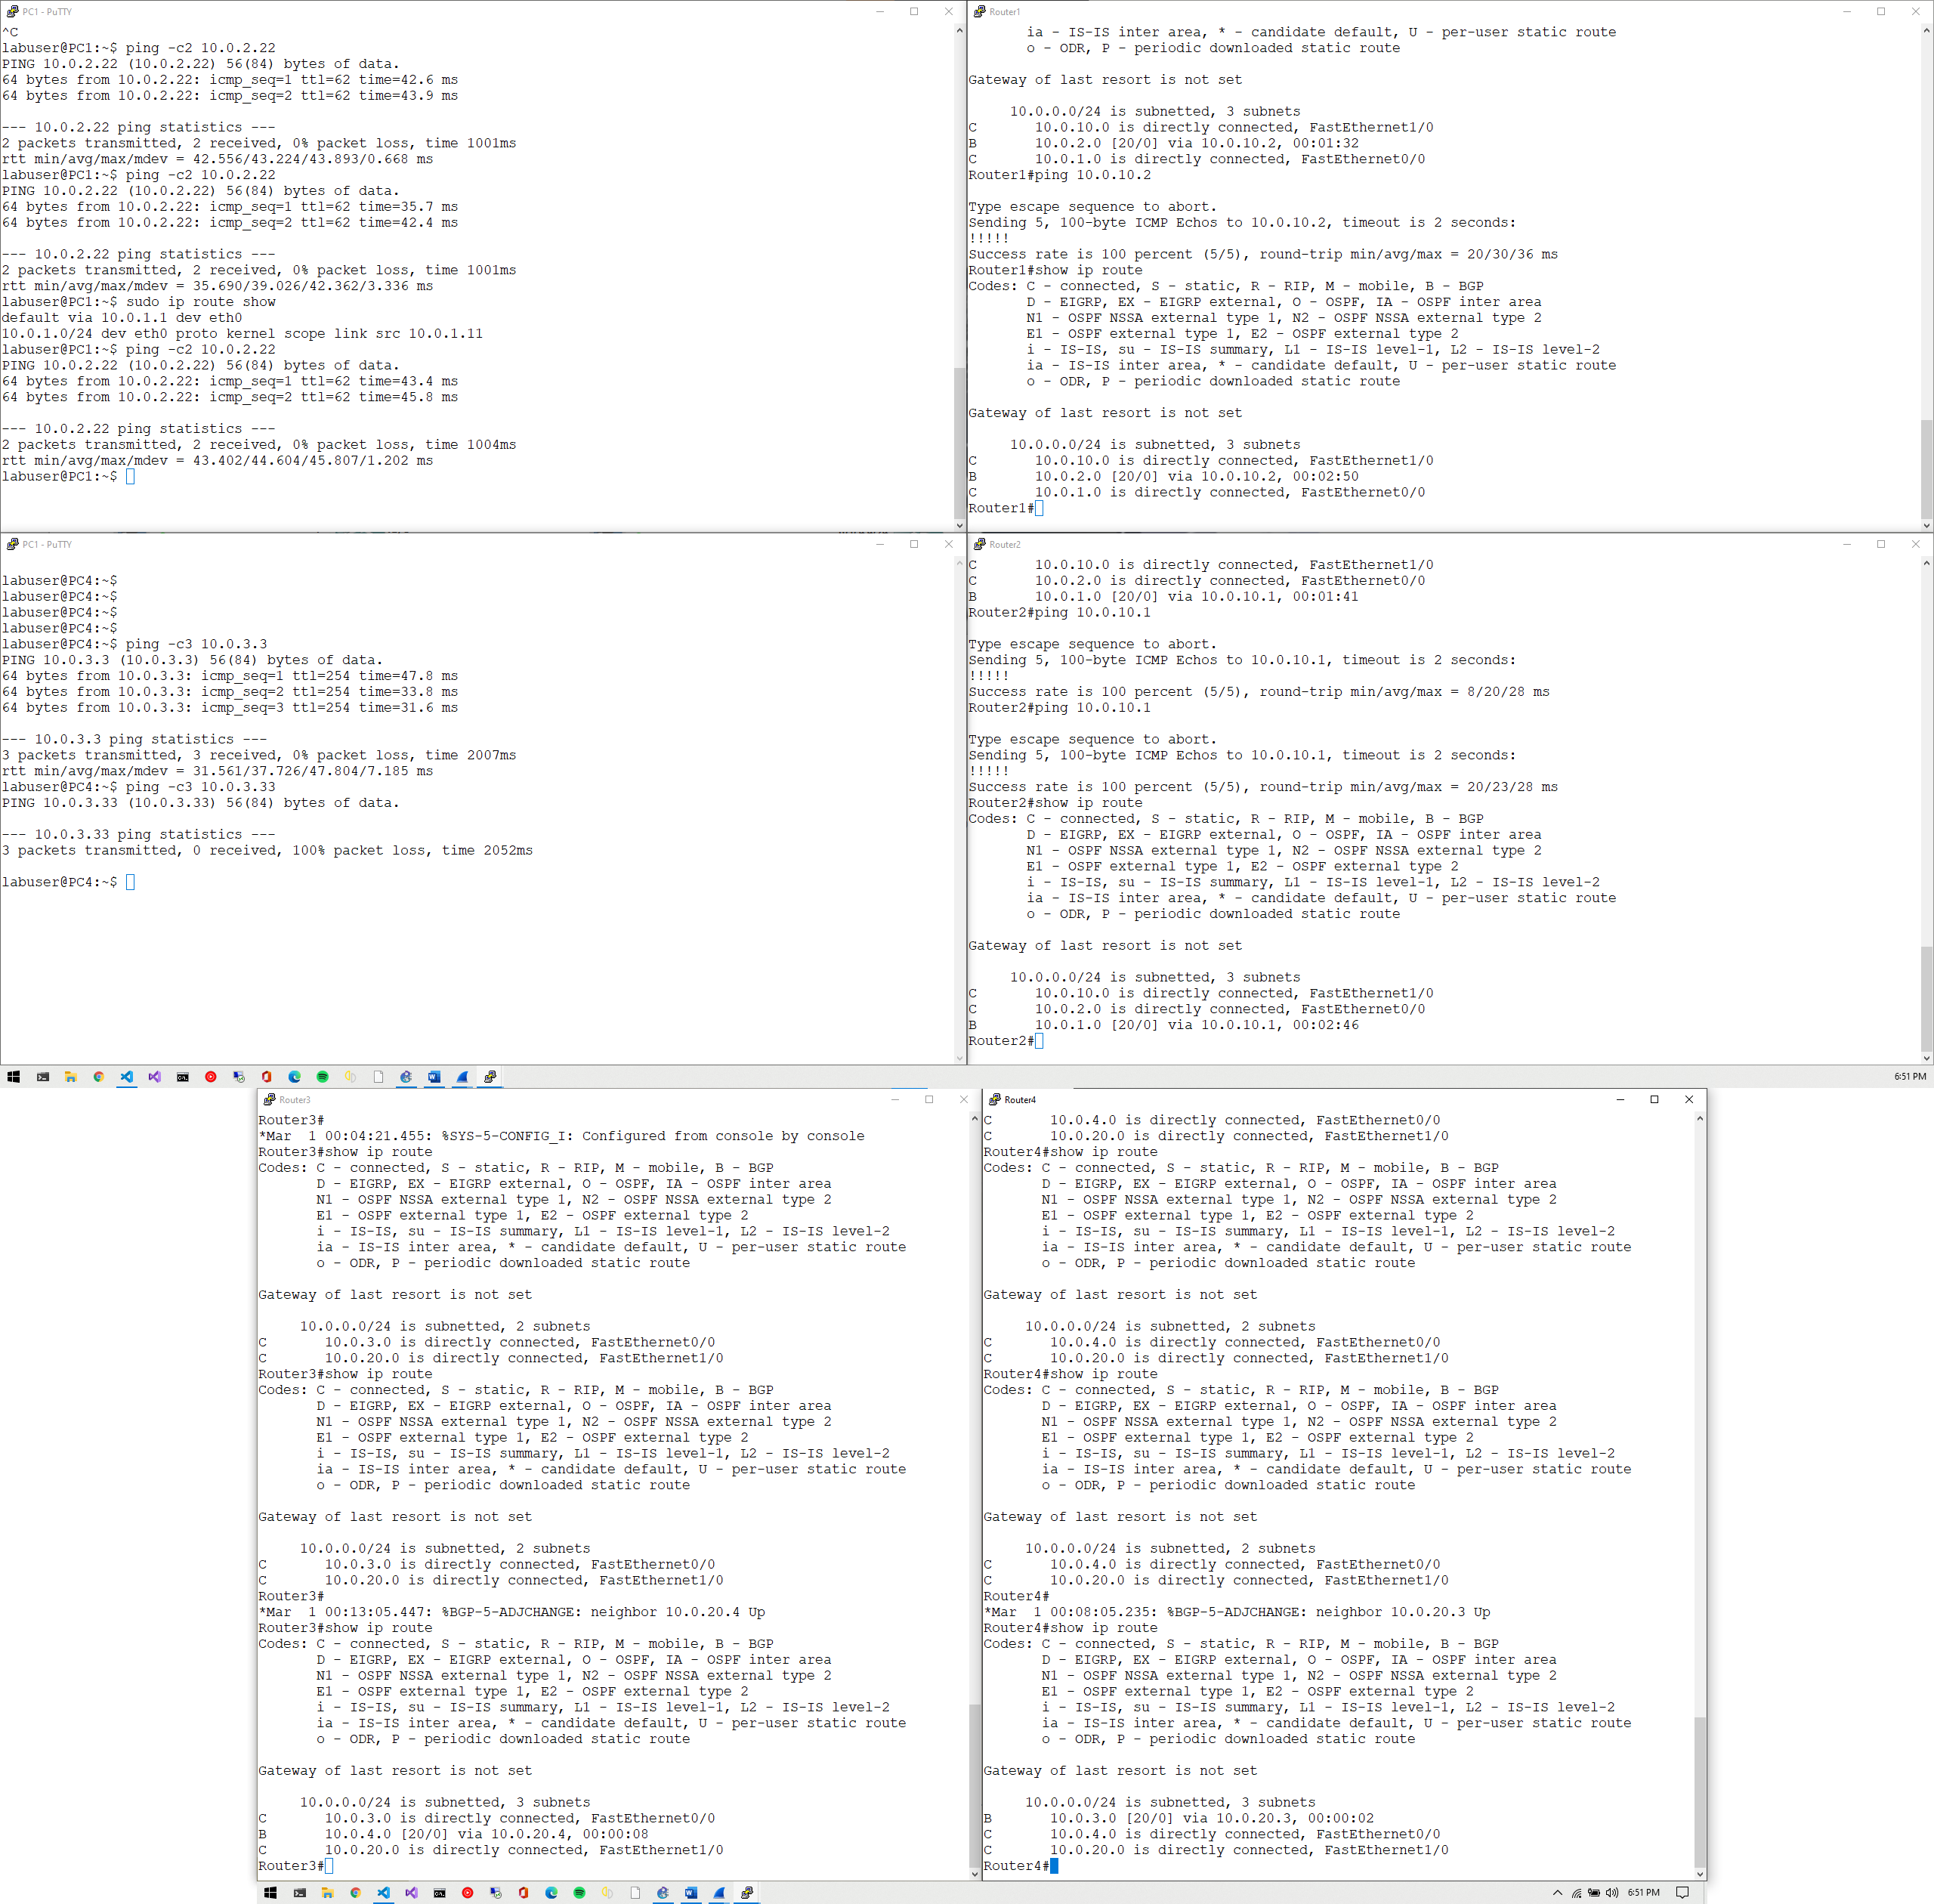 PC1 - PuTTY
^C
labuser@PC1:~$ ping -c2 10.0.2.22
PING 10.0.2.22 (10.0.2.22) 56(84) bytes of data.
64 bytes from 10.0.2.22: icmp_seq=1 ttl=62 time=42.6 ms
64 bytes from 10.0.2.22: icmp_seq=2 ttl=62 time=43.9 ms
--- 10.0.2.22 ping statistics ---
2 packets transmitted, 2 received, 0% packet loss, time 1001ms
rtt min/avg/max/mdev = 42.556/43.224/43.893/0.668 ms
labuser@PC1:~$ ping -c2 10.0.2.22
PING 10.0.2.22 (10.0.2.22) 56(84) bytes of data.
64 bytes from 10.0.2.22: icmp_seq=1 ttl=62 time=35.7 ms
64 bytes from 10.0.2.22: icmp_seq=2 ttl=62 time=42.4 ms
--- 10.0.2.22 ping statistics ---
2 packets transmitted, 2 received, 0% packet loss, time 1001ms
rtt min/avg/max/mdev = 35.690/39.026/42.362/3.336 ms
labuser@PC1:~$ sudo ip route show
default via 10.0.1.1 dev eth0
10.0.1.0/24 dev eth0 proto kernel scope link src 10.0.1.11
labuser@PC1:~$ ping -c2 10.0.2.22
PING 10.0.2.22 (10.0.2.22) 56(84) bytes of data.
64 bytes from 10.0.2.22: icmp_seq=1 ttl=62 time=43.4 ms
64 bytes from 10.0.2.22: icmp_seq=2 ttl=62 time=45.8 ms
--- 10.0.2.22 ping statistics ---
2 packets transmitted, 2 received, 0% packet loss, time 1004ms
rtt min/avg/max/mdev = 43.402/44.604/45.807/1.202 ms
labuser@PC1:~$
Router1
ia - IS-IS inter area, * - candidate default, U - per-user static route
o - ODR, P - periodic downloaded static route
Gateway of last resort is not set
10.0.0.0/24 is subnetted, 3 subnets
C 10.0.10.0 is directly connected, FastEthernet1/0
B 10.0.2.0 [20/0] via 10.0.10.2, 00:01:32
C 10.0.1.0 is directly connected, FastEthernet0/0
Router1#ping 10.0.10.2
Type escape sequence to abort.
Sending 5, 100-byte ICMP Echos to 10.0.10.2, timeout is 2 seconds:
!!!!!
Success rate is 100 percent (5/5), round-trip min/avg/max = 20/30/36 ms
Router1#show ip route
Codes: C - connected, S - static, R - RIP, M - mobile, B - BGP
D - EIGRP, EX - EIGRP external, O - OSPF, IA - OSPF inter area
N1 - OSPF NSSA external type 1, N2 - OSPF NSSA external type 2
E1 - OSPF external type 1, E2 - OSPF external type 2
i - IS-IS, su - IS-IS summary, L1 - IS-IS level-1, L2 - IS-IS level-2
ia - IS-IS inter area, * - candidate default, U - per-user static route
o - ODR, P - periodic downloaded static route
Gateway of last resort is not set
10.0.0.0/24 is subnetted, 3 subnets
C 10.0.10.0 is directly connected, FastEthernet1/0
B 10.0.2.0 [20/0] via 10.0.10.2, 00:02:50
C 10.0.1.0 is directly connected, FastEthernet0/0
Router1#
PC1 - PuTTY
labuser@PC4:~$
labuser@PC4:~$
labuser@PC4:~$
labuser@PC4:~$
labuser@PC4:~$ ping -c3 10.0.3.3
PING 10.0.3.3 (10.0.3.3) 56(84) bytes of data.
64 bytes from 10.0.3.3: icmp_seq=1 ttl=254 time=47.8 ms
64 bytes from 10.0.3.3: icmp_seq=2 ttl=254 time=33.8 ms
64 bytes from 10.0.3.3: icmp_seq=3 ttl=254 time=31.6 ms
--- 10.0.3.3 ping statistics ---
3 packets transmitted, 3 received, 0% packet loss, time 2007ms
rtt min/avg/max/mdev = 31.561/37.726/47.804/7.185 ms
labuser@PC4:~$ ping -c3 10.0.3.33
PING 10.0.3.33 (10.0.3.33) 56(84) bytes of data.
--- 10.0.3.33 ping statistics ---
3 packets transmitted, 0 received, 100% packet loss, time 2052ms
labuser@PC4:~$
Router2
C 10.0.10.0 is directly connected, FastEthernet1/0
C 10.0.2.0 is directly connected, FastEthernet0/0
B 10.0.1.0 [20/0] via 10.0.10.1, 00:01:41
Router2#ping 10.0.10.1
Type escape sequence to abort.
Sending 5, 100-byte ICMP Echos to 10.0.10.1, timeout is 2 seconds:
!!!!!
Success rate is 100 percent (5/5), round-trip min/avg/max = 8/20/28 ms
Router2#ping 10.0.10.1
Type escape sequence to abort.
Sending 5, 100-byte ICMP Echos to 10.0.10.1, timeout is 2 seconds:
!!!!!
Success rate is 100 percent (5/5), round-trip min/avg/max = 20/23/28 ms
Router2#show ip route
Codes: C - connected, S - static, R - RIP, M - mobile, B - BGP
D - EIGRP, EX - EIGRP external, O - OSPF, IA - OSPF inter area
N1 - OSPF NSSA external type 1, N2 - OSPF NSSA external type 2
E1 - OSPF external type 1, E2 - OSPF external type 2
i - IS-IS, su - IS-IS summary, L1 - IS-IS level-1, L2 - IS-IS level-2
ia - IS-IS inter area, * - candidate default, U - per-user static route
o - ODR, P - periodic downloaded static route
Gateway of last resort is not set
10.0.0.0/24 is subnetted, 3 subnets
C 10.0.10.0 is directly connected, FastEthernet1/0
C 10.0.2.0 is directly connected, FastEthernet0/0
B 10.0.1.0 [20/0] via 10.0.10.1, 00:02:46
Router2#
6:51 PM
Router3
Router3#
*Mar 1 00:04:21.455: %SYS-5-CONFIG_I: Configured from console by console
Router3#show ip route
Codes: C - connected, S - static, R - RIP, M - mobile, B - BGP
D - EIGRP, EX - EIGRP external, O - OSPF, IA - OSPF inter area
N1 - OSPF NSSA external type 1, N2 - OSPF NSSA external type 2
E1 - OSPF external type 1, E2 - OSPF external type 2
i - IS-IS, su - IS-IS summary, L1 - IS-IS level-1, L2 - IS-IS level-2
ia - IS-IS inter area, * - candidate default, U - per-user static route
o - ODR, P - periodic downloaded static route
Gateway of last resort is not set
10.0.0.0/24 is subnetted, 2 subnets
C 10.0.3.0 is directly connected, FastEthernet0/0
C 10.0.20.0 is directly connected, FastEthernet1/0
Router3#show ip route
Codes: C - connected, S - static, R - RIP, M - mobile, B - BGP
D - EIGRP, EX - EIGRP external, O - OSPF, IA - OSPF inter area
N1 - OSPF NSSA external type 1, N2 - OSPF NSSA external type 2
E1 - OSPF external type 1, E2 - OSPF external type 2
i - IS-IS, su - IS-IS summary, L1 - IS-IS level-1, L2 - IS-IS level-2
ia - IS-IS inter area, * - candidate default, U - per-user static route
o - ODR, P - periodic downloaded static route
Gateway of last resort is not set
10.0.0.0/24 is subnetted, 2 subnets
C 10.0.3.0 is directly connected, FastEthernet0/0
C 10.0.20.0 is directly connected, FastEthernet1/0
Router3#
*Mar 1 00:13:05.447: %BGP-5-ADJCHANGE: neighbor 10.0.20.4 Up
Router3#show ip route
Codes: C - connected, S - static, R - RIP, M - mobile, B - BGP
D - EIGRP, EX - EIGRP external, O - OSPF, IA - OSPF inter area
N1 - OSPF NSSA external type 1, N2 - OSPF NSSA external type 2
E1 - OSPF external type 1, E2 - OSPF external type 2
i - IS-IS, su - IS-IS summary, L1 - IS-IS level-1, L2 - IS-IS level-2
ia - IS-IS inter area, * - candidate default, U - per-user static route
o - ODR, P - periodic downloaded static route
Gateway of last resort is not set
10.0.0.0/24 is subnetted, 3 subnets
C 10.0.3.0 is directly connected, FastEthernet0/0
B 10.0.4.0 [20/0] via 10.0.20.4, 00:00:08
C 10.0.20.0 is directly connected, FastEthernet1/0
Router3#
Router4
C 10.0.4.0 is directly connected, FastEthernet0/0
C 10.0.20.0 is directly connected, FastEthernet1/0
Router4#show ip route
Codes: C - connected, S - static, R - RIP, M - mobile, B - BGP
D - EIGRP, EX - EIGRP external, O - OSPF, IA - OSPF inter area
N1 - OSPF NSSA external type 1, N2 - OSPF NSSA external type 2
E1 - OSPF external type 1, E2 - OSPF external type 2
i - IS-IS, su - IS-IS summary, L1 - IS-IS level-1, L2 - IS-IS level-2
ia - IS-IS inter area, * - candidate default, U - per-user static route
o - ODR, P - periodic downloaded static route
Gateway of last resort is not set
10.0.0.0/24 is subnetted, 2 subnets
C 10.0.4.0 is directly connected, FastEthernet0/0
C 10.0.20.0 is directly connected, FastEthernet1/0
Router4#show ip route
Codes: C - connected, S - static, R - RIP, M - mobile, B - BGP
D - EIGRP, EX - EIGRP external, O - OSPF, IA - OSPF inter area
N1 - OSPF NSSA external type 1, N2 - OSPF NSSA external type 2
E1 - OSPF external type 1, E2 - OSPF external type 2
i - IS-IS, su - IS-IS summary, L1 - IS-IS level-1, L2 - IS-IS level-2
ia - IS-IS inter area, * - candidate default, U - per-user static route
o - ODR, P - periodic downloaded static route
Gateway of last resort is not set
10.0.0.0/24 is subnetted, 2 subnets
C 10.0.4.0 is directly connected, FastEthernet0/0
C 10.0.20.0 is directly connected, FastEthernet1/0
Router4#
*Mar 1 00:08:05.235: %BGP-5-ADJCHANGE: neighbor 10.0.20.3 Up
Router4#show ip route
Codes: C - connected, S - static, R - RIP, M - mobile, B - BGP
D - EIGRP, EX - EIGRP external, O - OSPF, IA - OSPF inter area
N1 - OSPF NSSA external type 1, N2 - OSPF NSSA external type 2
E1 - OSPF external type 1, E2 - OSPF external type 2
i - IS-IS, su - IS-IS summary, L1 - IS-IS level-1, L2 - IS-IS level-2
ia - IS-IS inter area, * - candidate default, U - per-user static route
o - ODR, P - periodic downloaded static route
Gateway of last resort is not set
10.0.0.0/24 is subnetted, 3 subnets
B 10.0.3.0 [20/0] via 10.0.20.3, 00:00:02
C 10.0.4.0 is directly connected, FastEthernet0/0
C 10.0.20.0 is directly connected, FastEthernet1/0
Router4#
6:51 PM